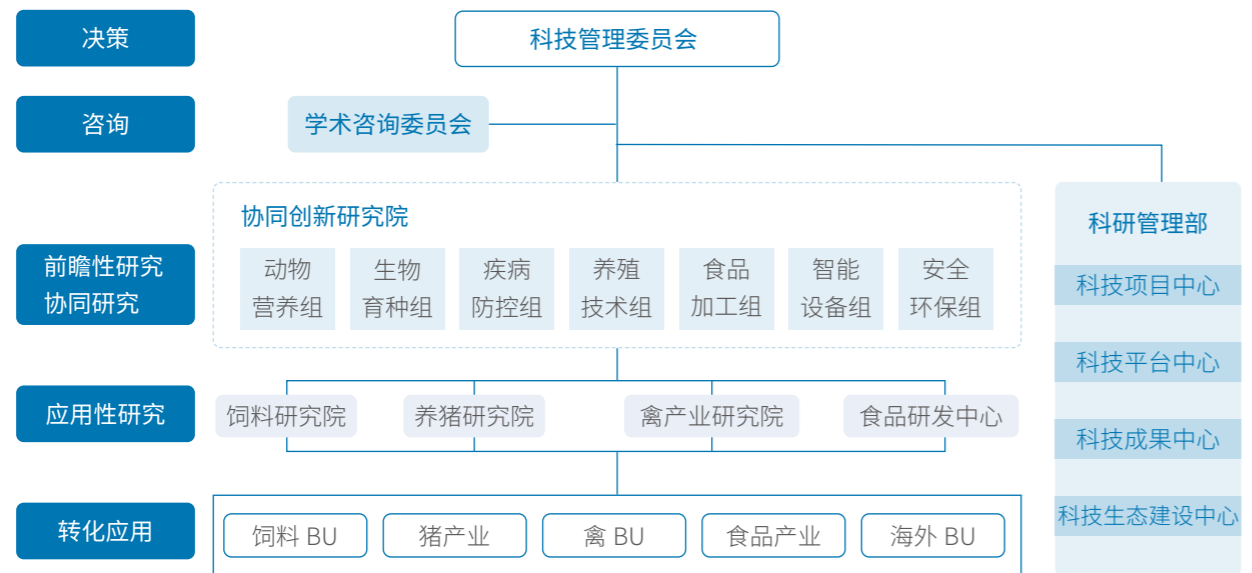 决策
科技管理委员会
咨询
学术咨询委员会
前瞻性研究
协同研究
协同创新研究院
动物
营养组
生物
育种组
疾病
防控组
养殖
技术组
食品
加工组
智能
设备组
安全
环保组
科研管理部
科技项目中心
科技平台中心
科技成果中心
科技生态建设中心
应用性研究
饲料研究院
养猪研究院
禽产业研究院
食品研发中心
转化应用
饲料 BU
猪产业
禽 BU
食品产业
海外 BU